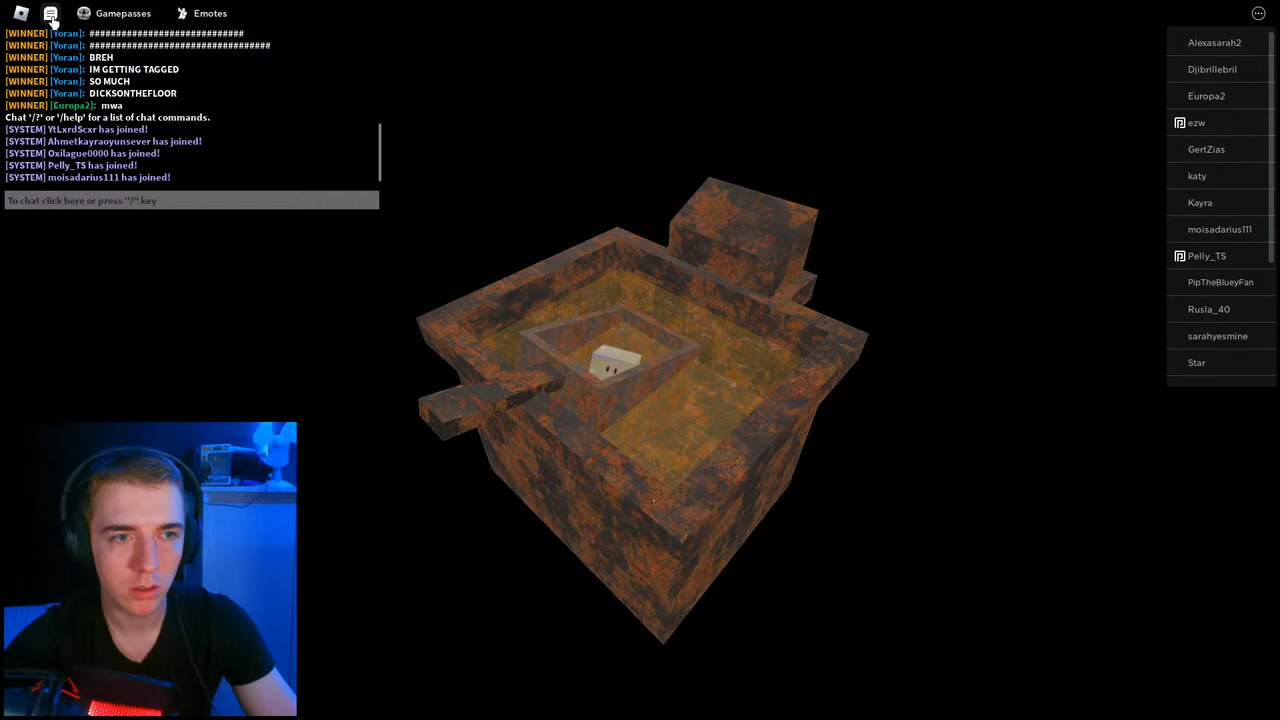 Gamepasses
Emotes
[WINNER] [Yoran]: #############################
[WINNER] [Yoran]: ##################################
[WINNER] [Yoran]: BREH
[WINNER] [Yoran]: IM GETTING TAGGED
[WINNER] [Yoran]: SO MUCH
[WINNER] [Yoran]: DICKSONTHEFLOOR
[WINNER] [Europa2]: mwa
Chat '/?' or '/help' for a list of chat commands.
[SYSTEM] YtLxrdScxr has joined!
[SYSTEM] Ahmetkayraoyunsever has joined!
[SYSTEM] Oxilague0000 has joined!
[SYSTEM] Pelly_TS has joined!
[SYSTEM] moisadarius111 has joined!
To chat click here or press "/" key
Alexasarah2
Djibrillebril
Europa2
ezw
GertZias
katy
Kayra
moisadarius111
Pelly_TS
PipTheBlueyFan
Rusla_40
sarahyesmine
Star